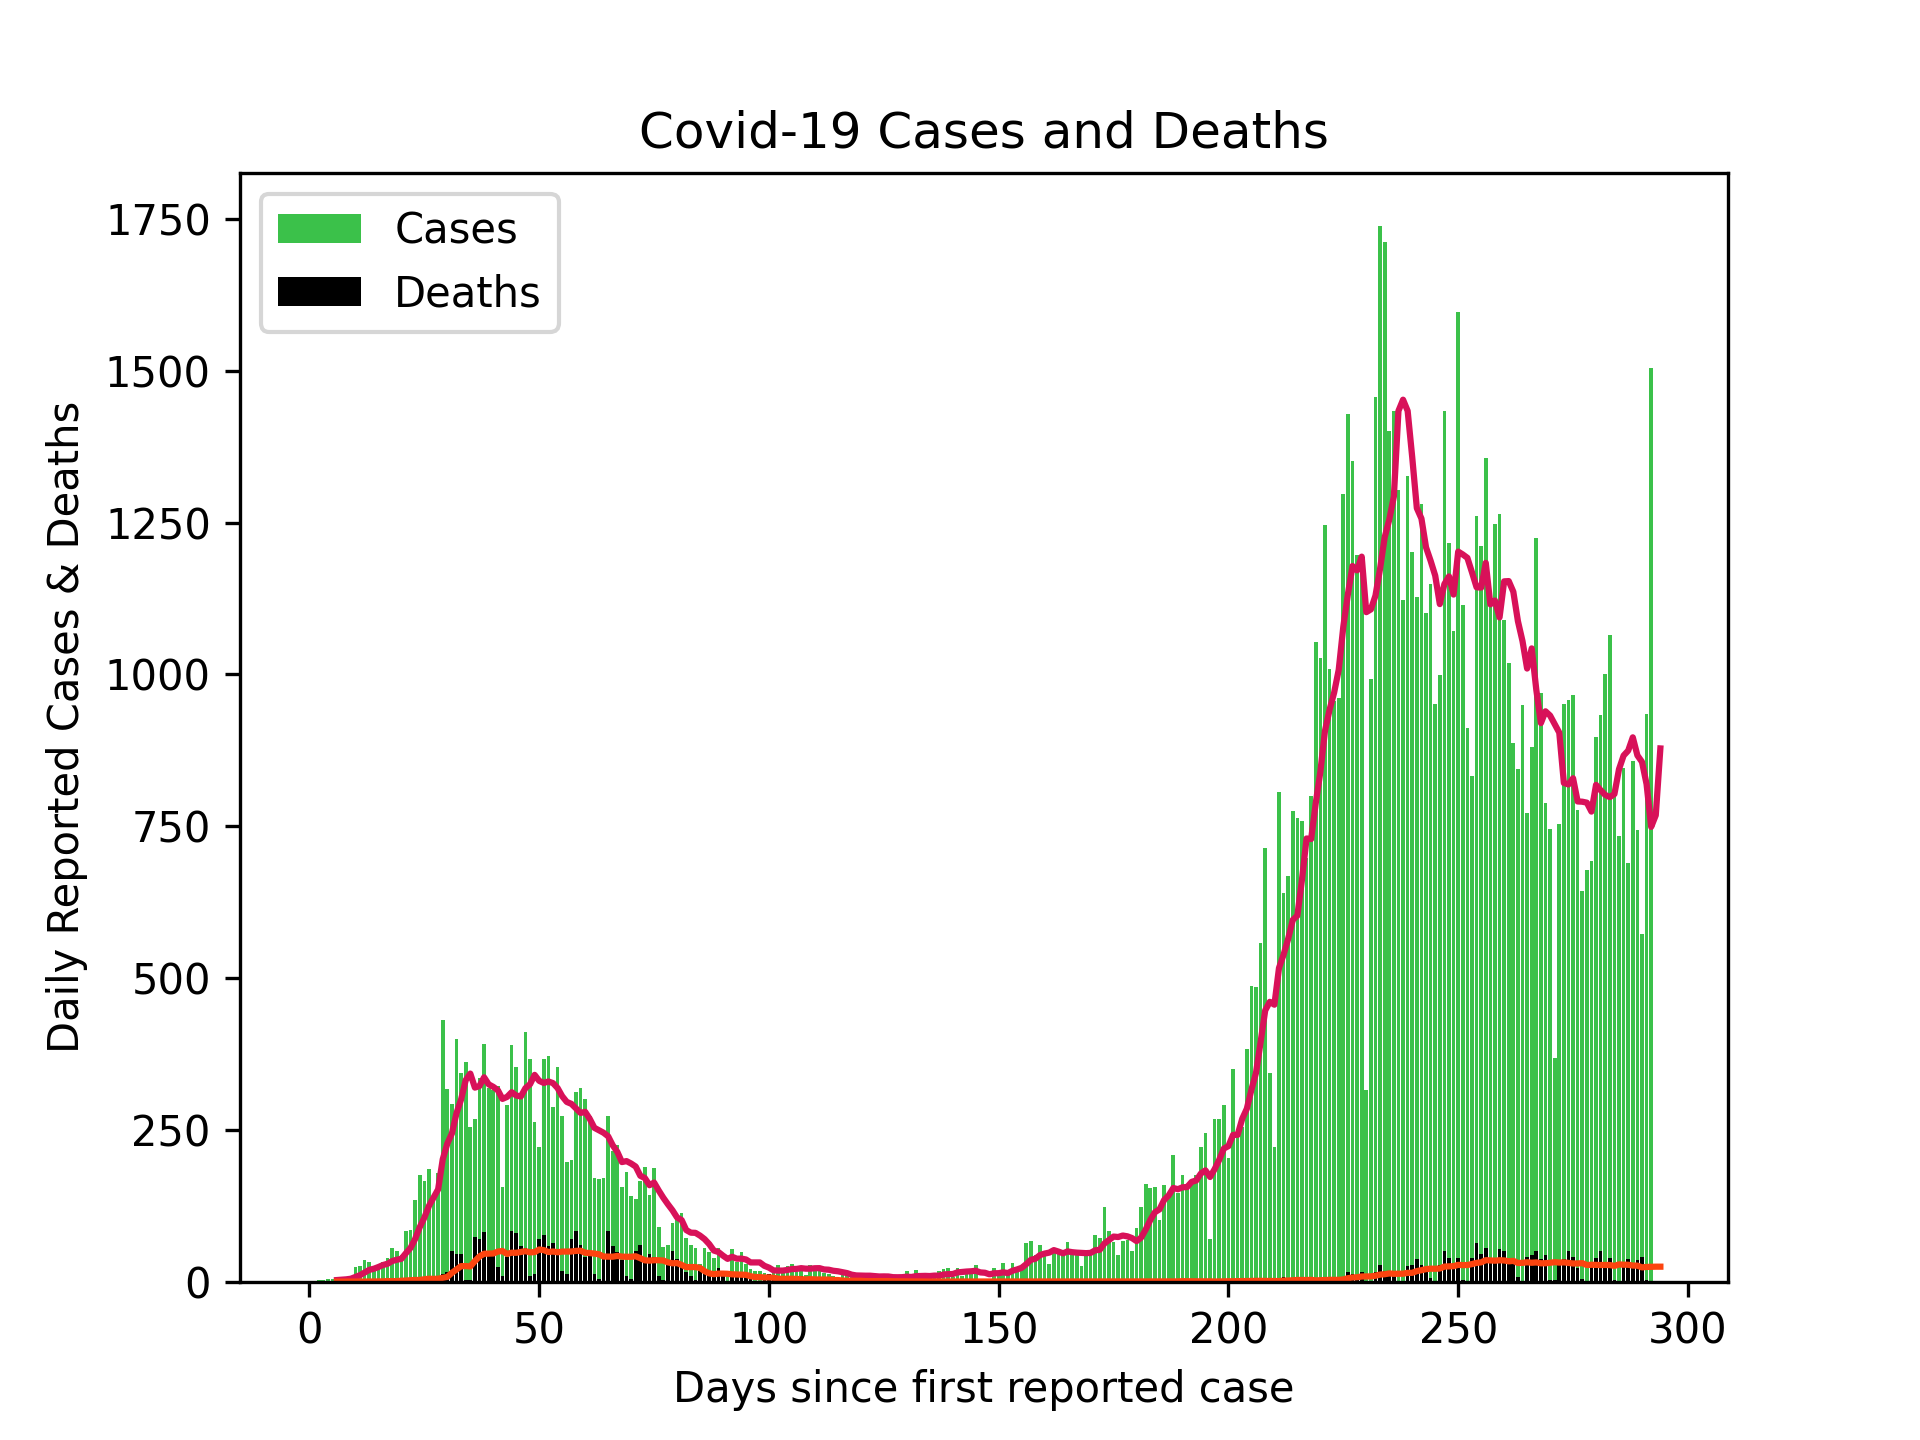 Covid-19 Cases and Deaths
Cases
Deaths
1750
1500
1250
1000
750
500
250
0
Daily Reported Cases & Deaths
0 50 100 150 200 250 300
Days since first reported case